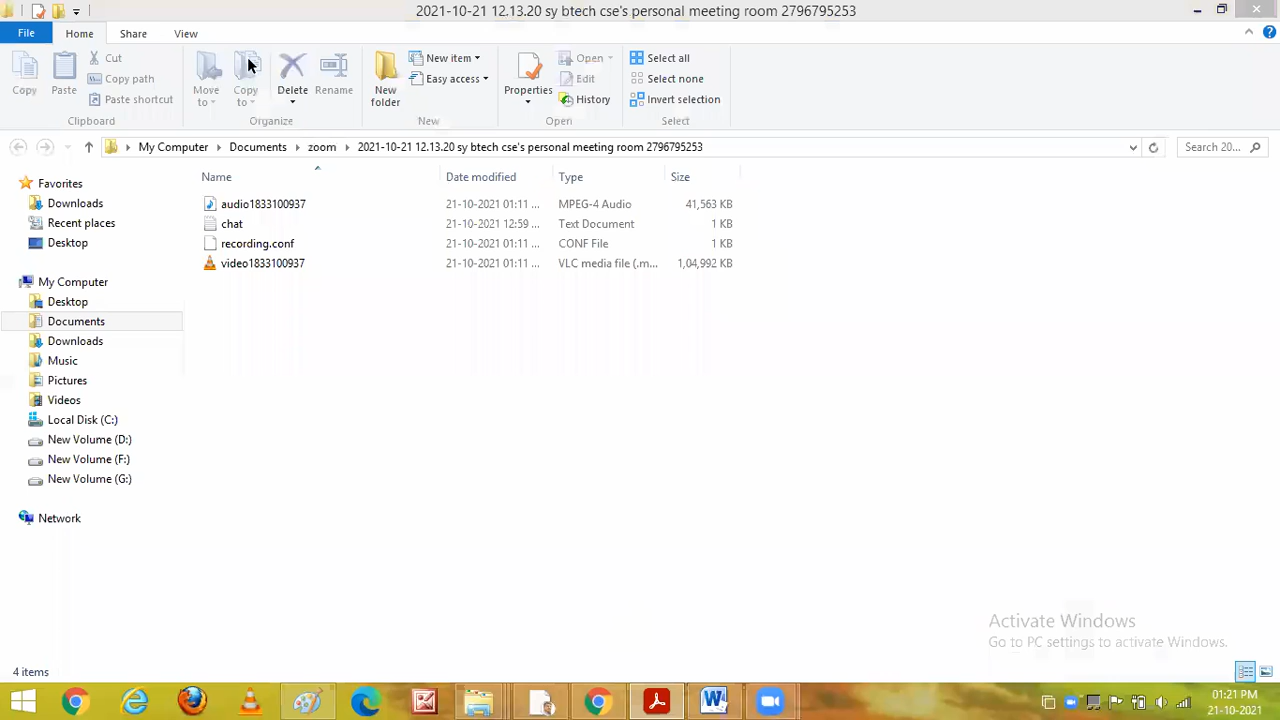 2021-10-21 12.13.20 sy btech cse's personal meeting room 2796795253
File Home Share View
Copy
Paste
Cut
Copy path
Paste shortcut
Clipboard
Move to
Copy to
Delete
Rename
Organize
New folder
New item
Easy access
New
Properties
Open
Edit
History
Open
Select all
Select none
Invert selection
Select
My Computer Documents zoom 2021-10-21 12.13.20 sy btech cse's personal meeting room 2796795253
Search 20...
Favorites
Downloads
Recent places
Desktop
My Computer
Desktop
Documents
Downloads
Music
Pictures
Videos
Local Disk (C:)
New Volume (D:)
New Volume (F:)
New Volume (G:)
Network
Name Date modified Type Size
audio1833100937 21-10-2021 01:11 ... MPEG-4 Audio 41,563 KB
chat 21-10-2021 12:59 ... Text Document 1 KB
recording.conf 21-10-2021 01:11 ... CONF File 1 KB
video1833100937 21-10-2021 01:11 ... VLC media file (.m... 1,04,992 KB
Activate Windows
Go to PC settings to activate Windows.
4 items
01:21 PM
21-10-2021